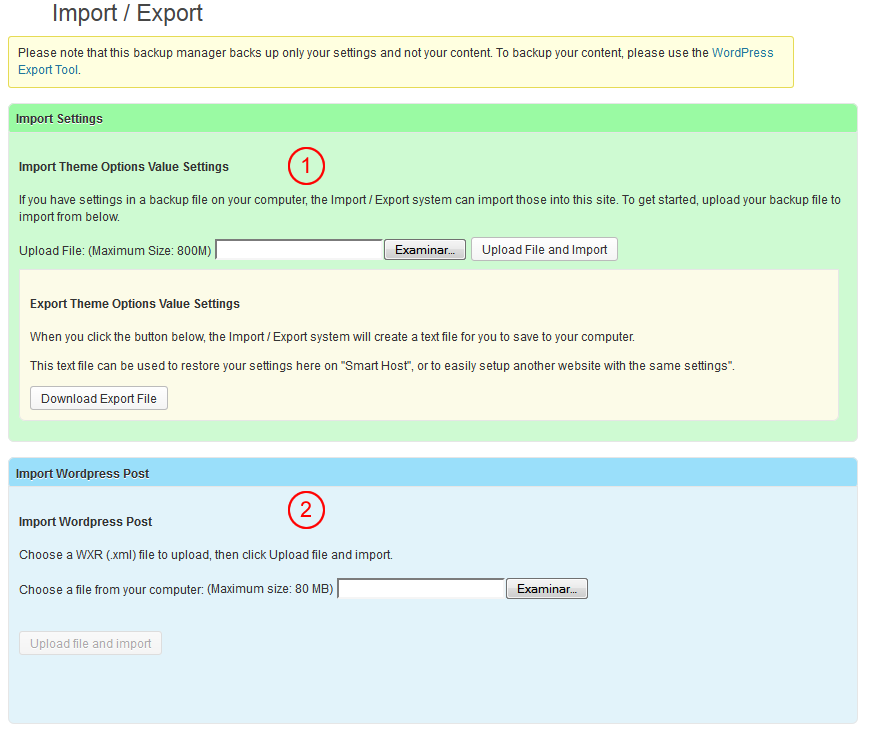 Import / Export
Please note that this backup manager backs up only your settings and not your content. To backup your content, please use the WordPress
Export Tool.
Import Settings
Import Theme Options Value Settings
1
If you have settings in a backup file on your computer, the Import / Export system can import those into this site. To get started, upload your backup file to
import from below.
Upload File: (Maximum Size: 800M) Examinar... Upload File and Import
Export Theme Options Value Settings
When you click the button below, the Import / Export system will create a text file for you to save to your computer.
This text file can be used to restore your settings here on "Smart Host", or to easily setup another website with the same settings".
Download Export File
Import Wordpress Post
2
Import Wordpress Post
Choose a WXR (.xml) file to upload, then click Upload file and import.
Choose a file from your computer: (Maximum size: 80 MB) Examinar...
Upload file and import